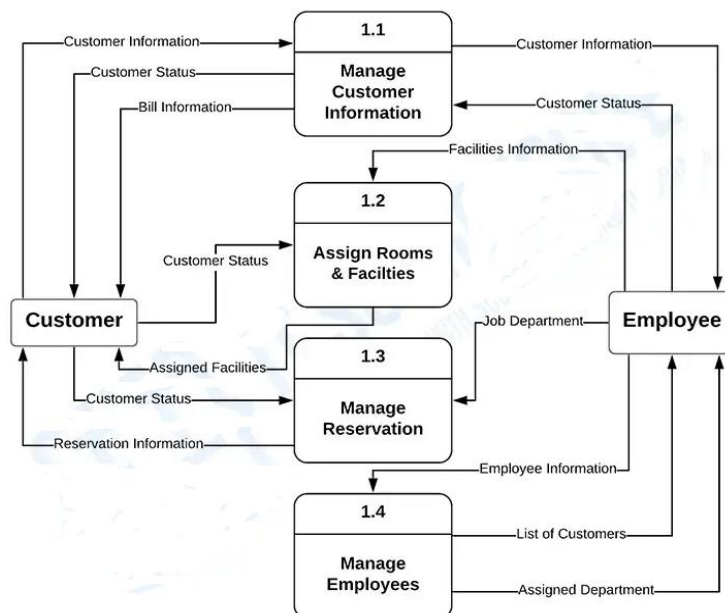 1.1
Customer Information
Customer Information
Manage
Customer
Information
Customer Status
Customer Status
Bill Information
Facilities Information
1.2
Assign Rooms
& Facilties
Customer Status
Customer
Employee
Job Department
1.3
Assigned Facilities
Customer Status
Manage
Reservation
Reservation Information
Employee Information
1.4
List of Customers
Manage
Employees
Assigned Department